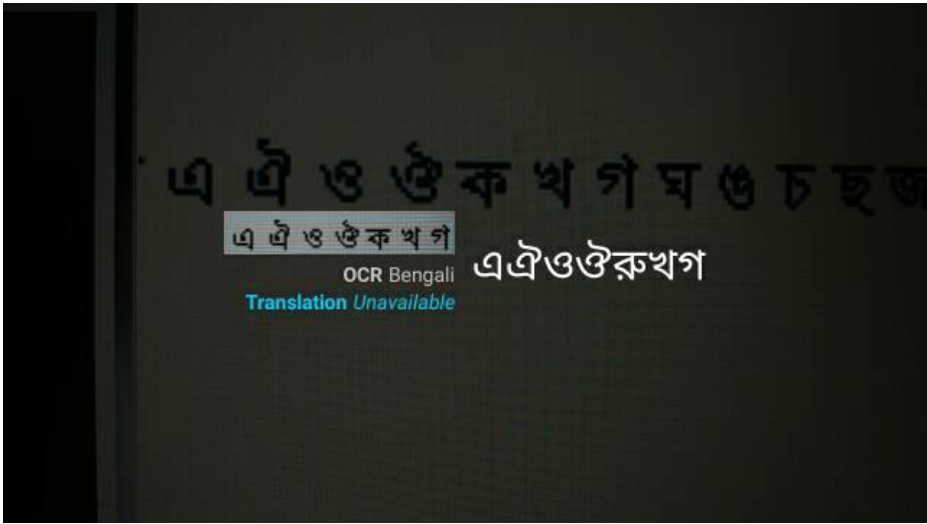 এ ঐ ও ঔ ক খ গ ঘ ঙ চ ছ জ
এ ঐ ও ঔ ক খ গ
OCR Bengali
এঐওঔরুখগ
Translation Unavailable